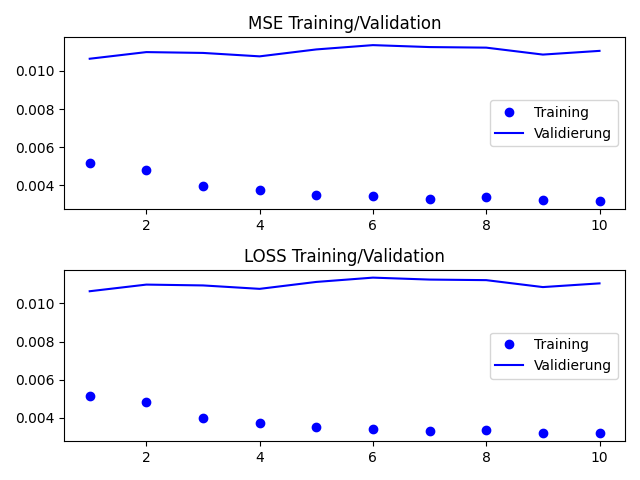 MSE Training/Validation
0.010
0.008
0.006
0.004
Training
Validierung
2 4 6 8 10
LOSS Training/Validation
0.010
0.008
0.006
0.004
Training
Validierung
2 4 6 8 10